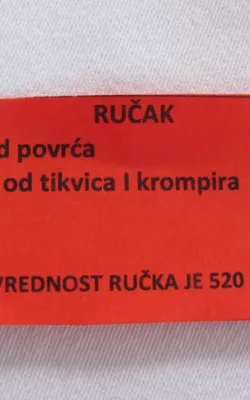 RUČAK
d povrća
od tikvica I krompira
VREDNOST RUČKA JE 520